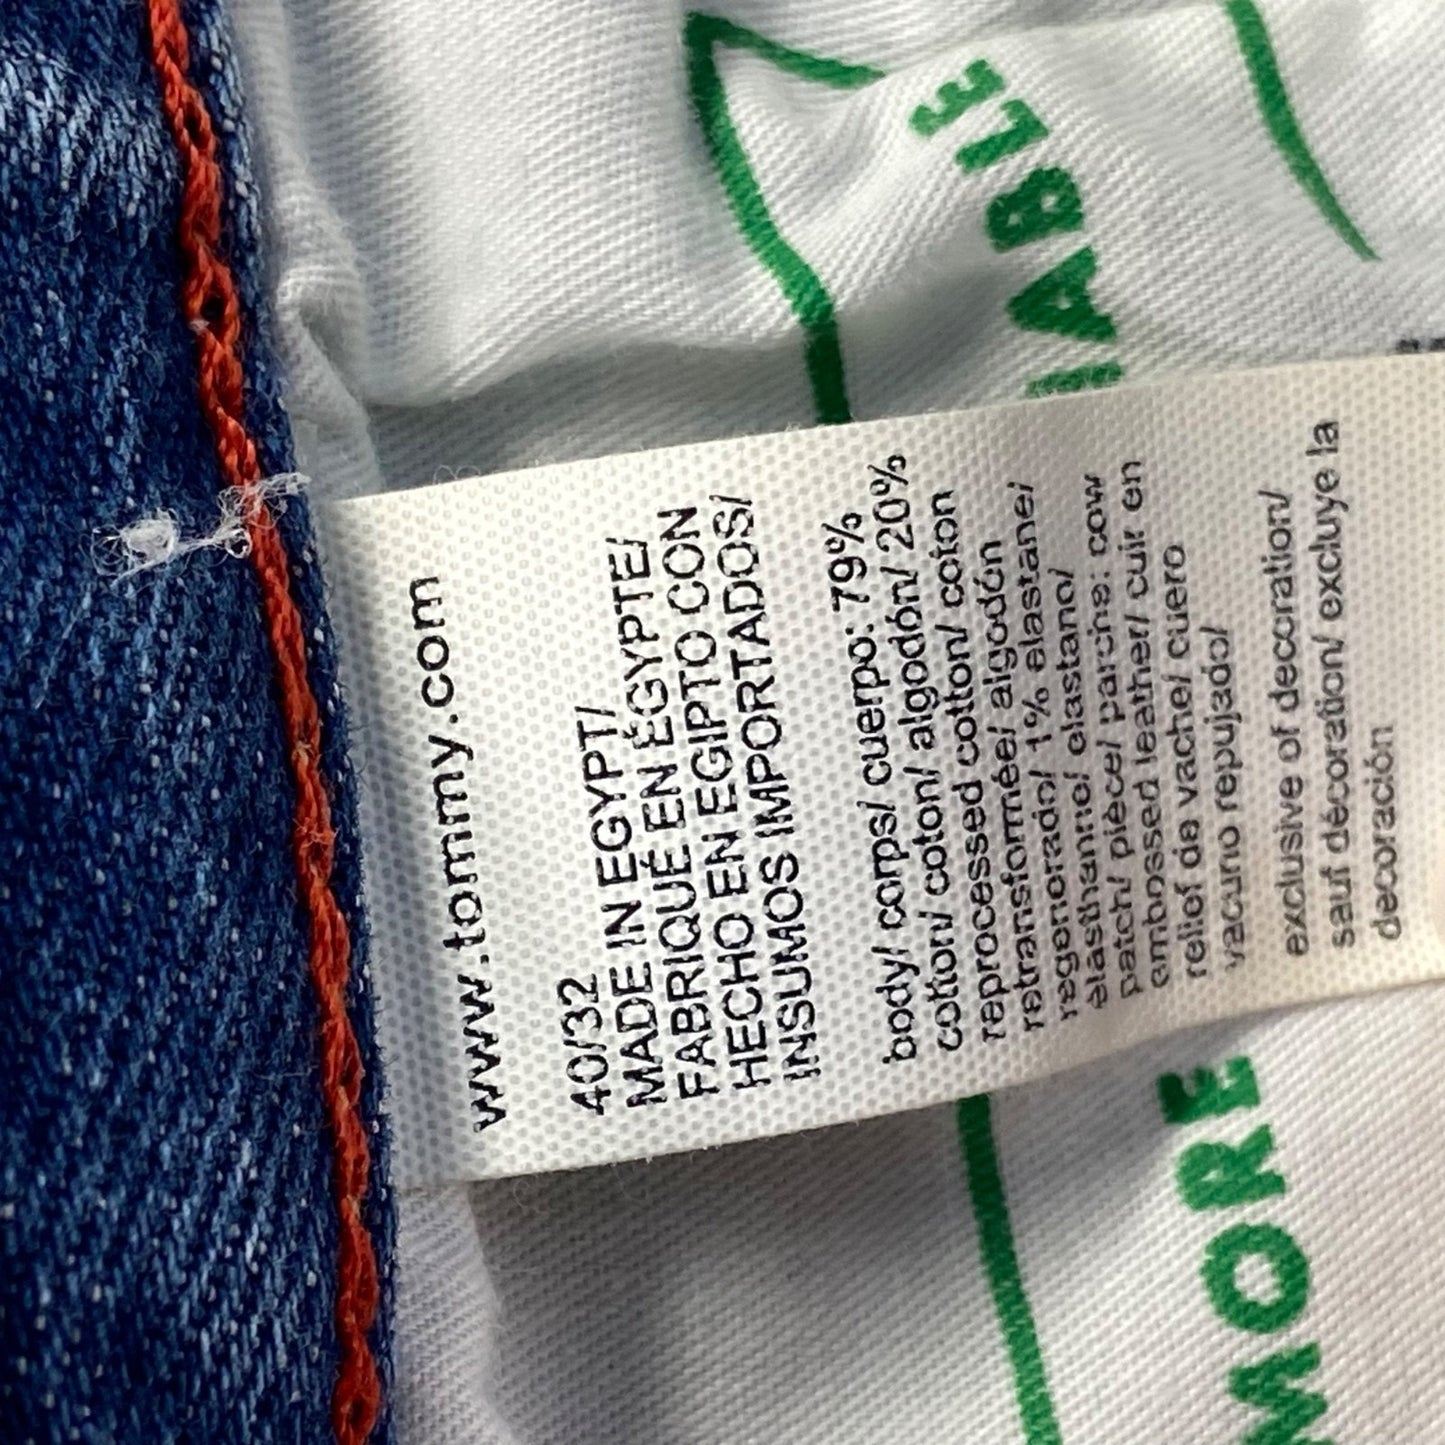 www.tommy.com
40/32
MADE IN EGYPT/
FABRIQUÉ EN ÉGYPTE/
HECHO EN EGIPTO CON
INSUMOS IMPORTADOS/
body/ corps/ cuerpo: 79%
cotton/ coton/ algodón/ 20%
reprocessed cotton/ coton
retransformée/ algodón
regenerado/ 1% elastane/
élasthanne/ elastano/
patch/ pièce/ parche: cow
embossed leather/ cuir en
relief de vache/ cuero
vacuno repujado/
exclusive of decoration/
sauf décoration/ excluye la
decoración
MORE
IABLE